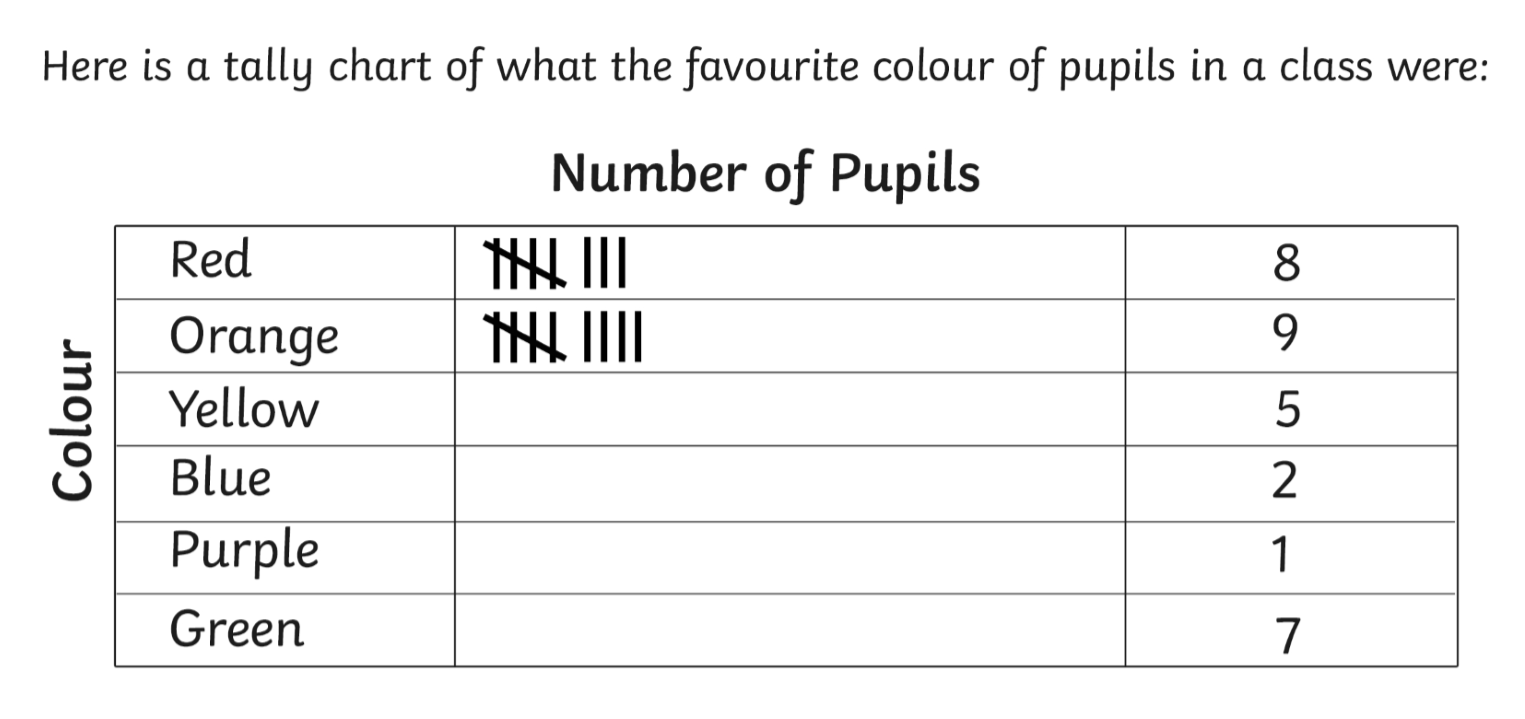 Here is a tally chart of what the favourite colour of pupils in a class were:
Number of Pupils
Colour
Red 8
Orange 9
Yellow 5
Blue 2
Purple 1
Green 7